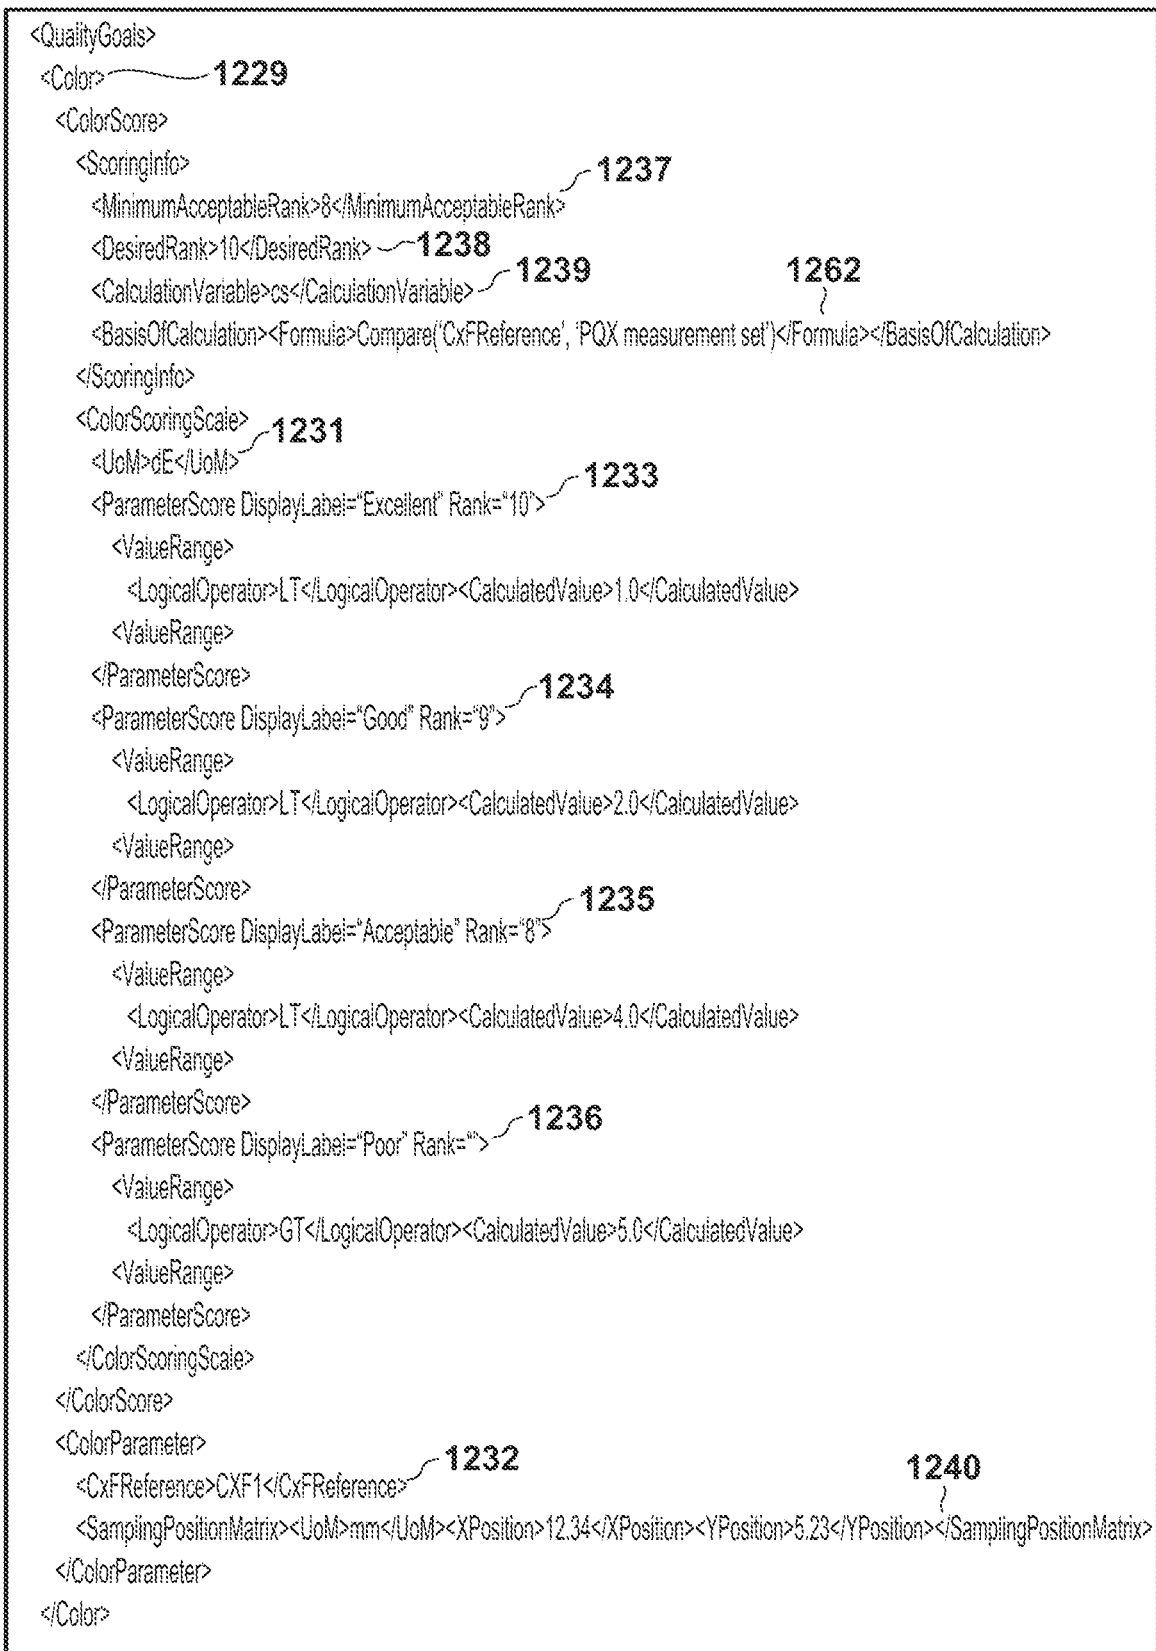 <QualityGoals>
<Color> 1229
<ColorScore>
<ScoringInfo>
1237
<MinimumAcceptableRank>8</MinimumAcceptableRank>
<DesiredRank>10</DesiredRank> 1238
1239 1262
<CalculationVariable>cs</CalculationVariable>
<BasisOfCalculation><Formula>Compare('CxFReference', 'PQX measurement set')</Formula></BasisOfCalculation>
</ScoringInfo>
<ColorScoringScale>
1231
<UoM>dE</UoM>
1233
<ParameterScore DisplayLabel="Excellent" Rank="10">
<ValueRange>
<LogicalOperator>LT</LogicalOperator><CalculatedValue>1.0</CalculatedValue>
<ValueRange>
</ParameterScore>
1234
<ParameterScore DisplayLabel="Good" Rank="9">
<ValueRange>
<LogicalOperator>LT</LogicalOperator><CalculatedValue>2.0</CalculatedValue>
<ValueRange>
</ParameterScore>
1235
<ParameterScore DisplayLabel="Acceptable" Rank="8">
<ValueRange>
<LogicalOperator>LT</LogicalOperator><CalculatedValue>4.0</CalculatedValue>
<ValueRange>
</ParameterScore>
1236
<ParameterScore DisplayLabel="Poor" Rank="">
<ValueRange>
<LogicalOperator>GT</LogicalOperator><CalculatedValue>5.0</CalculatedValue>
<ValueRange>
</ParameterScore>
</ColorScoringScale>
</ColorScore>
<ColorParameter>
1232 1240
<CxFReference>CXF1</CxFReference>
<SamplingPositionMatrix><UoM>mm</UoM><XPosition>12.34</XPosition><YPosition>5.23</YPosition></SamplingPositionMatrix>
</ColorParameter>
</Color>